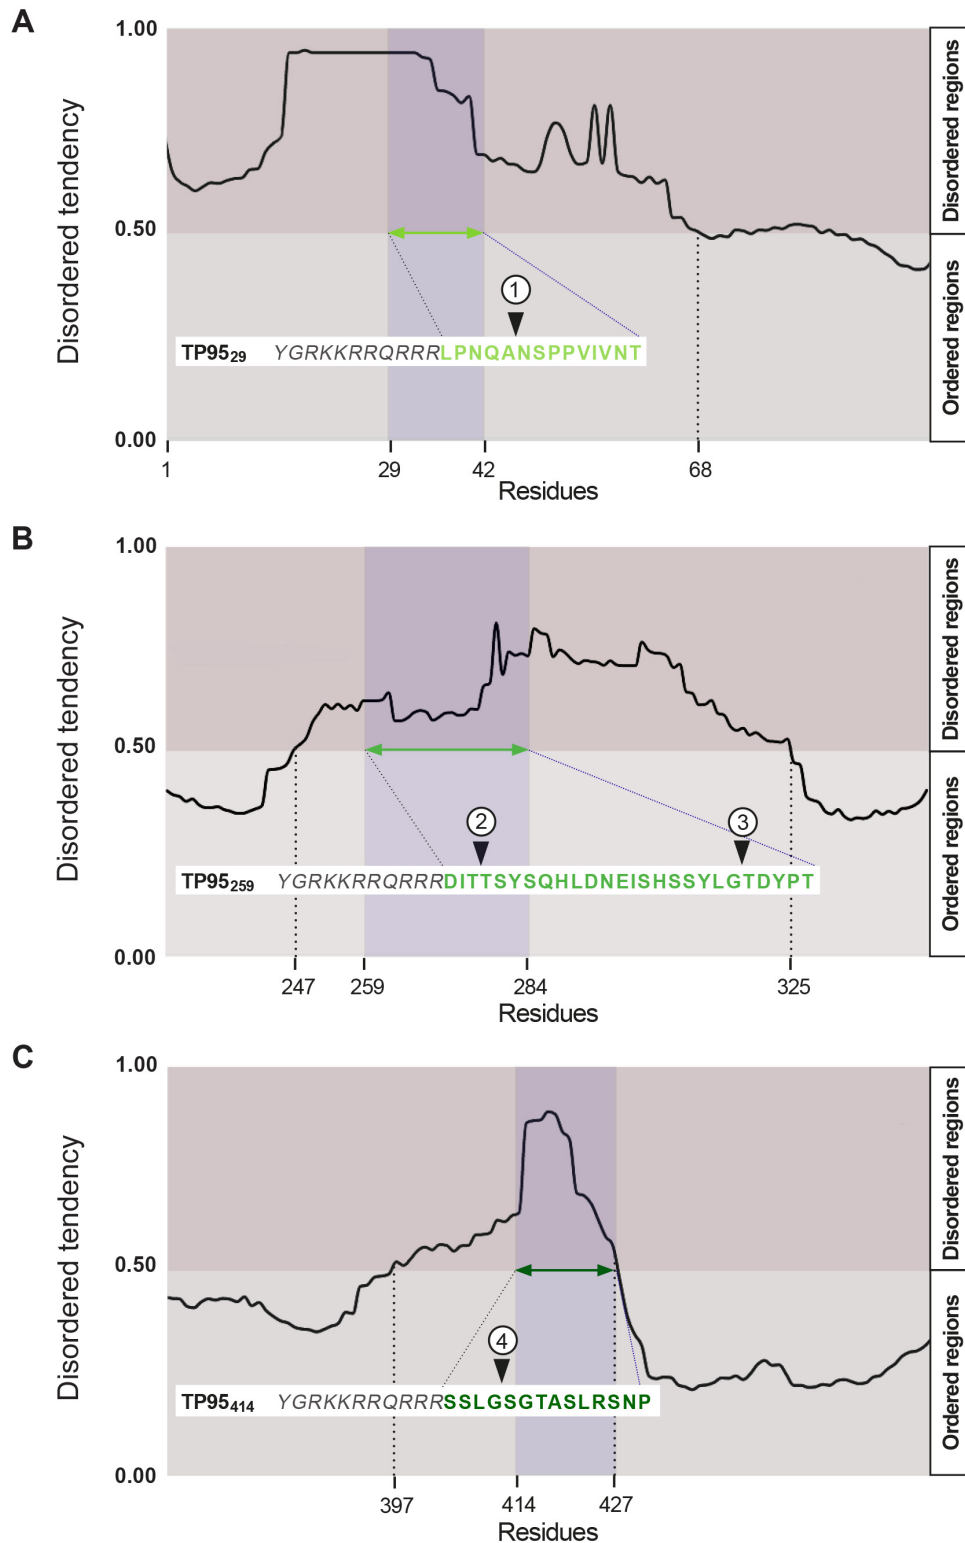 A
1.00
0.50
0.00
Disordered tendency
Disordered regions
Ordered regions
1
TP9529 YGRKKRRQRRRLPNQANSPPVIVNT
1 29 42 68
Residues
B
1.00
0.50
0.00
Disordered tendency
Disordered regions
Ordered regions
2 3
TP95259 YGRKKRRQRRRDITTSYSQHLDNEISHSSYLGTDYPT
247 259 284 325
Residues
C
1.00
0.50
0.00
Disordered tendency
Disordered regions
Ordered regions
4
TP95414 YGRKKRRQRRRSSLGSGTASLRSNP
397 414 427
Residues